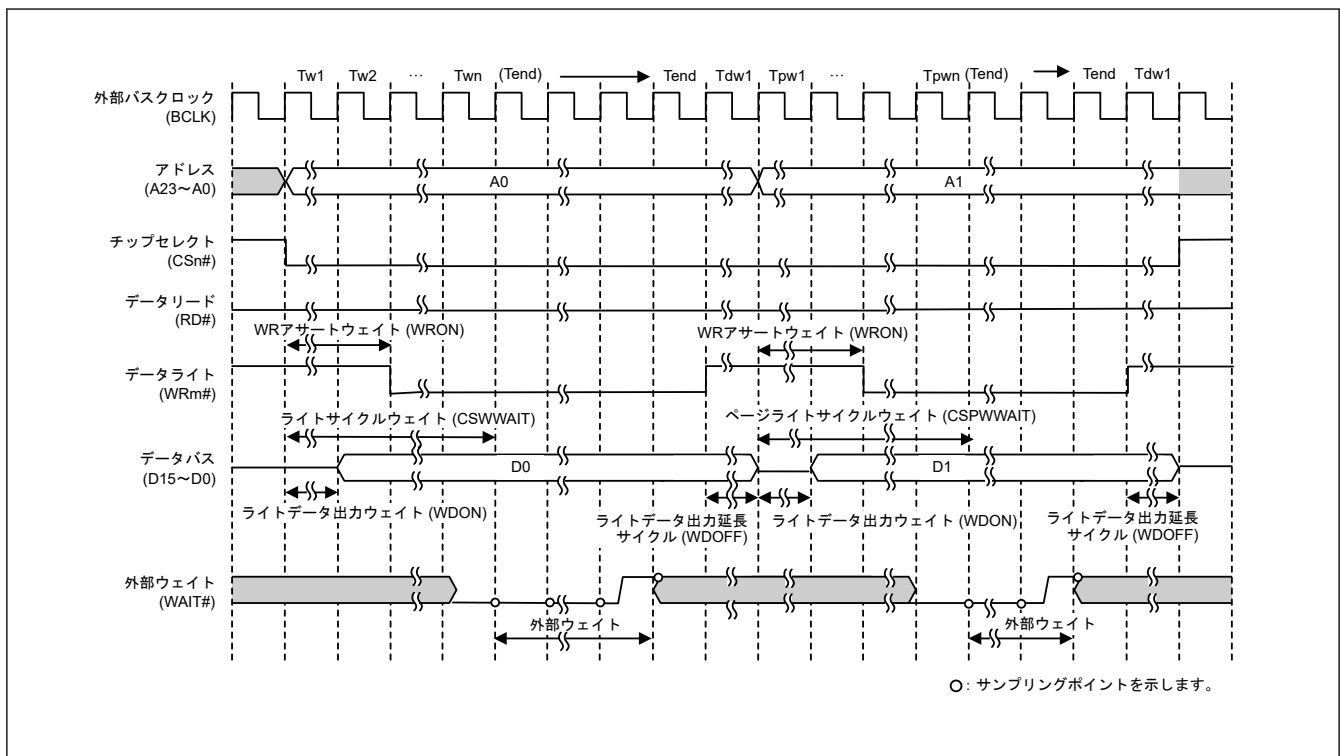 Tw1 Tw2 … Twn (Tend) Tend Tdw1 Tpw1 … Tpwn (Tend) Tend Tdw1
外部バスクロック
(BCLK)
アドレス
(A23～A0)
A0
A1
チップセレクト
(CSn#)
データリード
(RD#)
WRアサートウェイト (WRON)
WRアサートウェイト (WRON)
データライト
(WRm#)
ライトサイクルウェイト (CSWWAIT)
ページライトサイクルウェイト (CSPWWAIT)
データバス
(D15～D0)
D0
D1
ライトデータ出力ウェイト (WDON)
ライトデータ出力延長
サイクル (WDOFF)
ライトデータ出力ウェイト (WDON)
ライトデータ出力延長
サイクル (WDOFF)
外部ウェイト
(WAIT#)
外部ウェイト
外部ウェイト
: サンプリングポイントを示します。